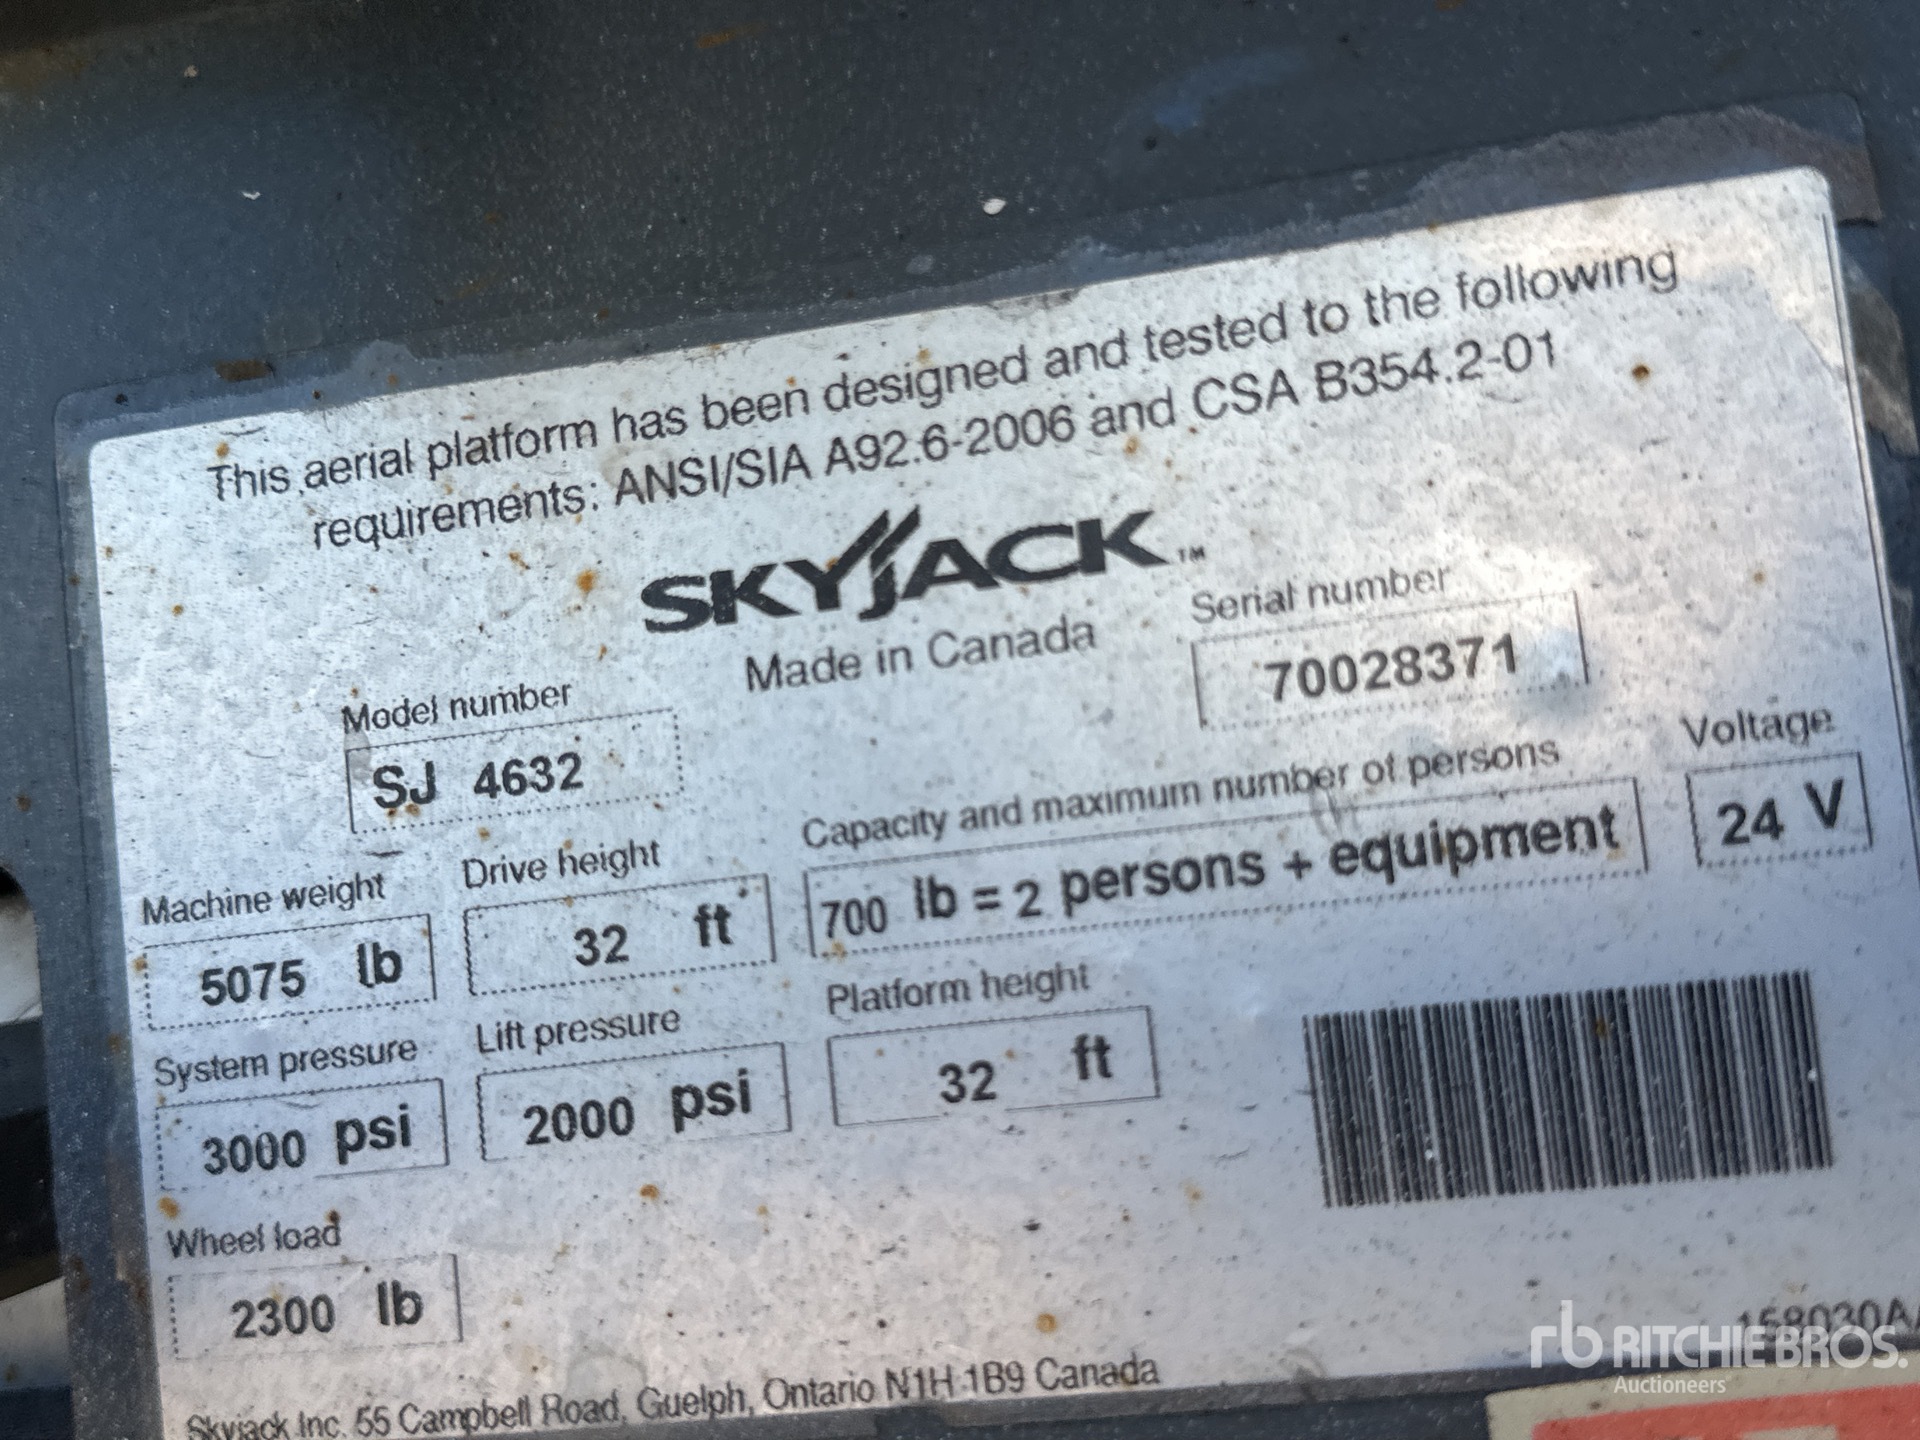 This aerial platform has been designed and tested to the following
requirements: ANSI/SIA A92.6-2006 and CSA B354.2-01
SKYJACK™
Made in Canada
Serial number
70028371
Model number
SJ 4632
Capacity and maximum number of persons
700 lb = 2 persons + equipment
Voltage
24 V
Machine weight
5075 lb
Drive height
32 ft
System pressure
3000 psi
Lift pressure
2000 psi
Platform height
32 ft
Wheel load
2300 lb
Skyjack Inc. 55 Campbell Road, Guelph, Ontario N1H 1B9 Canada
rb RITCHIE BROS.
Auctioneers